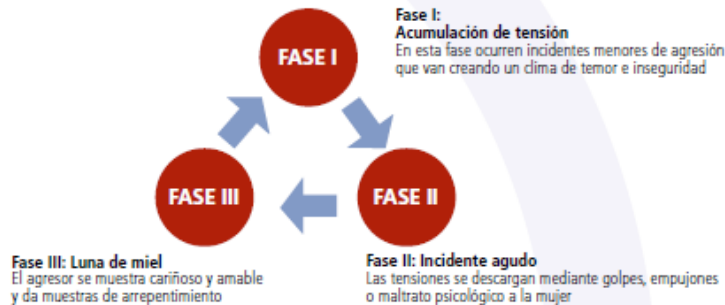 FASE I
Fase I:
Acumulación de tensión
En esta fase ocurren incidentes menores de agresión
que van creando un clima de temor e inseguridad
FASE III
FASE II
Fase III: Luna de miel
El agresor se muestra cariñoso y amable
y da muestras de arrepentimiento
Fase II: Incidente agudo
Las tensiones se descargan mediante golpes, empujones
o maltrato psicológico a la mujer